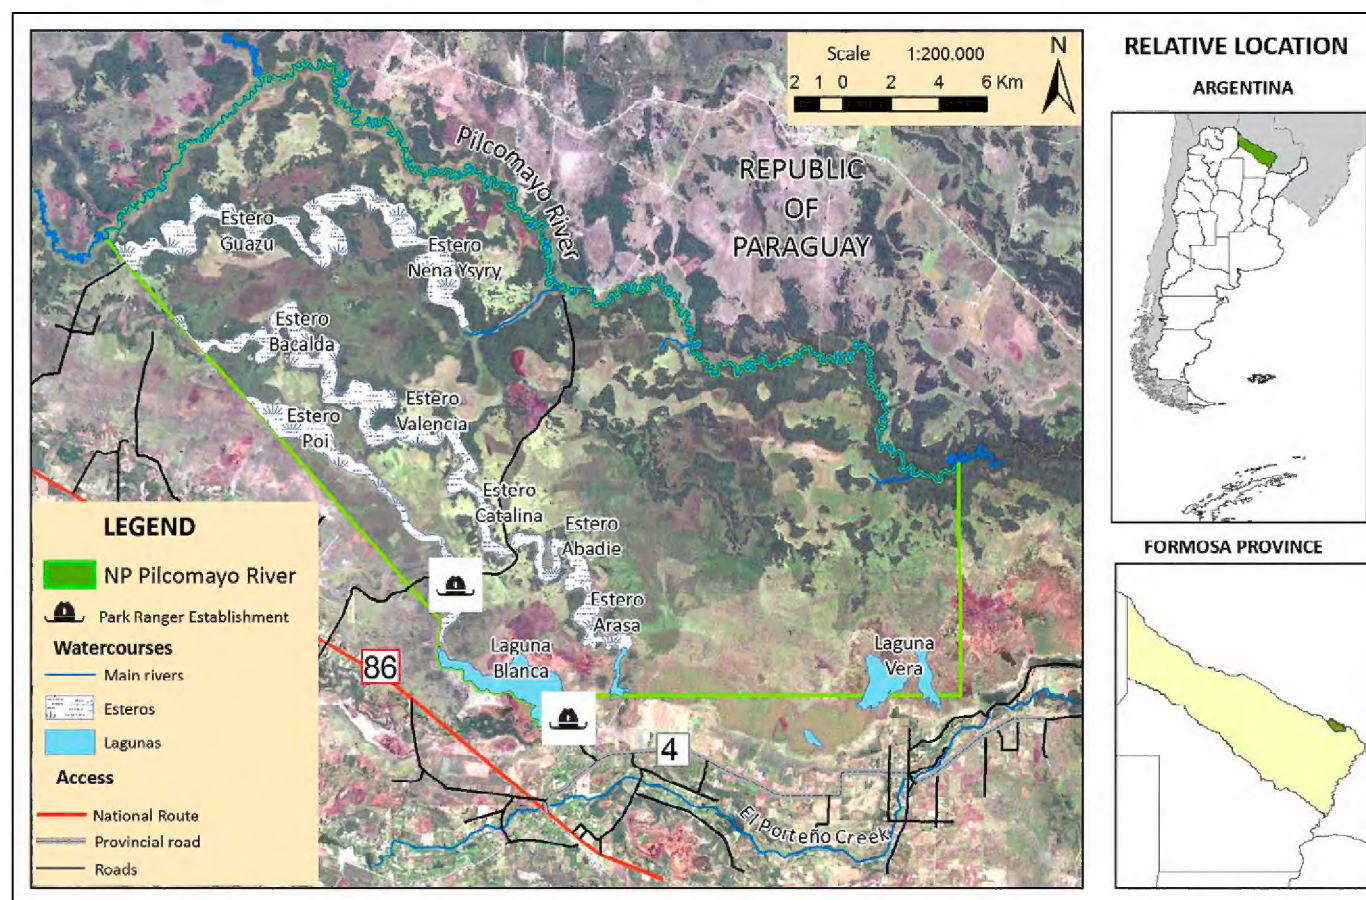 Scale 1:200.000
2 1 0 2 4 6 Km
N
Pilcomayo River
REPUBLIC
OF
PARAGUAY
Estero
Guazu
Estero
Nena Ysyry
Estero
Bacalda
Estero
Valencia
Estero
Poi
Estero
Catalina
Estero
Abadie
Estero
Arasa
Laguna
Blanca
Laguna
Vera
86
4
El Porteño Creek
LEGEND
NP Pilcomayo River
Park Ranger Establishment
Watercourses
Main rivers
Esteros
Lagunas
Access
National Route
Provincial road
Roads
RELATIVE LOCATION
ARGENTINA
FORMOSA PROVINCE